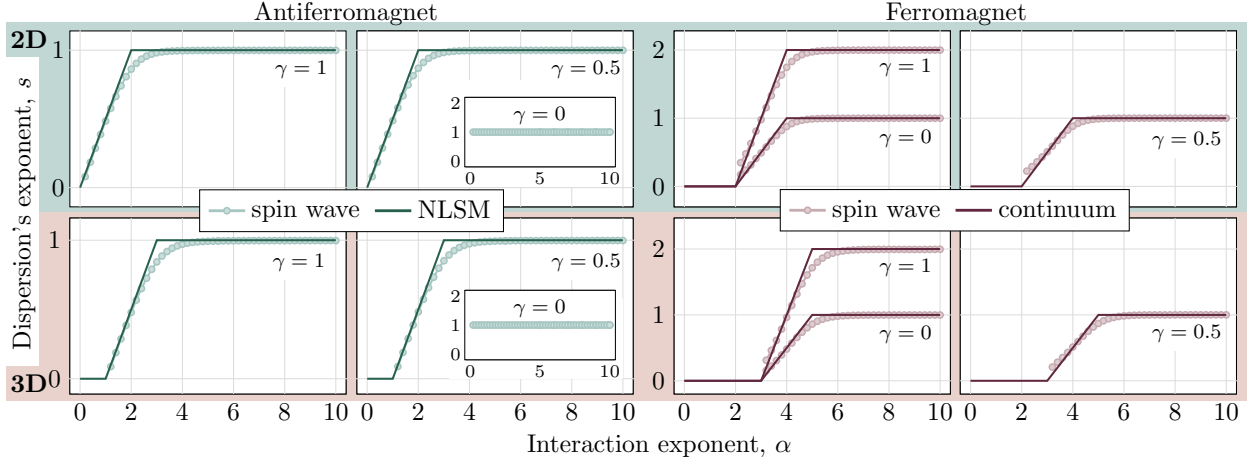 Antiferromagnet
Ferromagnet
2D
3D
Dispersion's exponent, s
1
0
γ = 1
γ = 0.5
γ = 0
2
1
0
0 5 10
2
1
0
γ = 1
γ = 0
γ = 0.5
spin wave NLSM
spin wave continuum
1
0
γ = 1
γ = 0.5
γ = 0
2
1
0
0 5 10
2
1
0
γ = 1
γ = 0
γ = 0.5
0 2 4 6 8 10
0 2 4 6 8 10
0 2 4 6 8 10
0 2 4 6 8 10
Interaction exponent, α